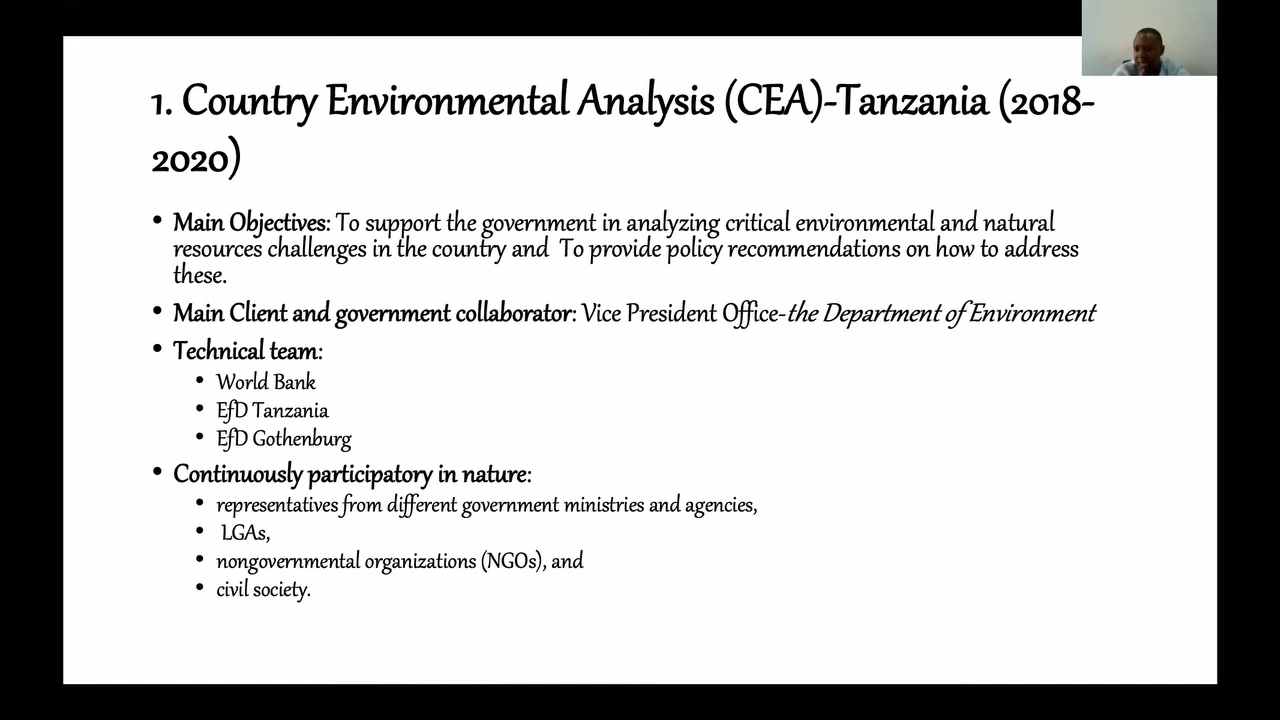 1. Country Environmental Analysis (CEA)-Tanzania (2018-
2020)
• Main Objectives: To support the government in analyzing critical environmental and natural
resources challenges in the country and To provide policy recommendations on how to address
these.
• Main Client and government collaborator: Vice President Office-the Department of Environment
• Technical team:
• World Bank
• EfD Tanzania
• EfD Gothenburg
• Continuously participatory in nature:
• representatives from different government ministries and agencies,
• LGAs,
• nongovernmental organizations (NGOs), and
• civil society.